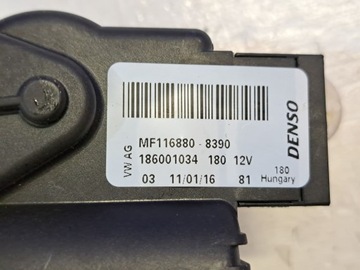 VW AG
MF116880 - 8390
186001034 180 12V
03 11/01/16 81
DENSO
180
Hungary